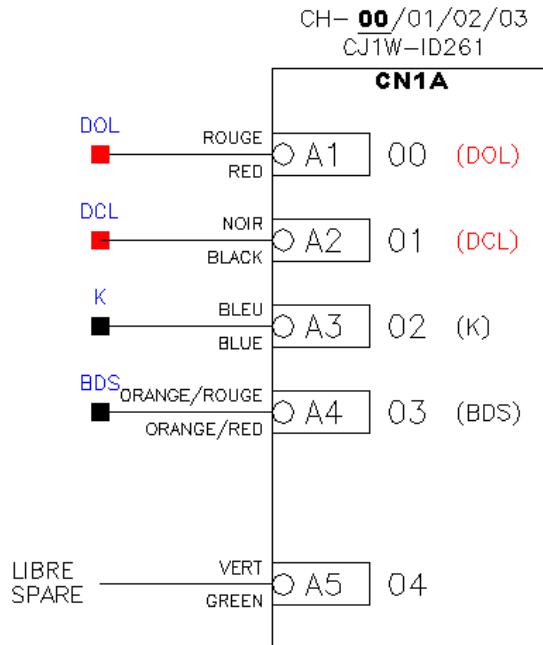 CH- 00/01/02/03
CJ1W-ID261
CN1A
DOL
ROUGE
RED
A1 00 (DOL)
DCL
NOIR
BLACK
A2 01 (DCL)
K
BLEU
BLUE
A3 02 (K)
BDS
ORANGE/ROUGE
ORANGE/RED
A4 03 (BDS)
LIBRE
SPARE
VERT
GREEN
A5 04